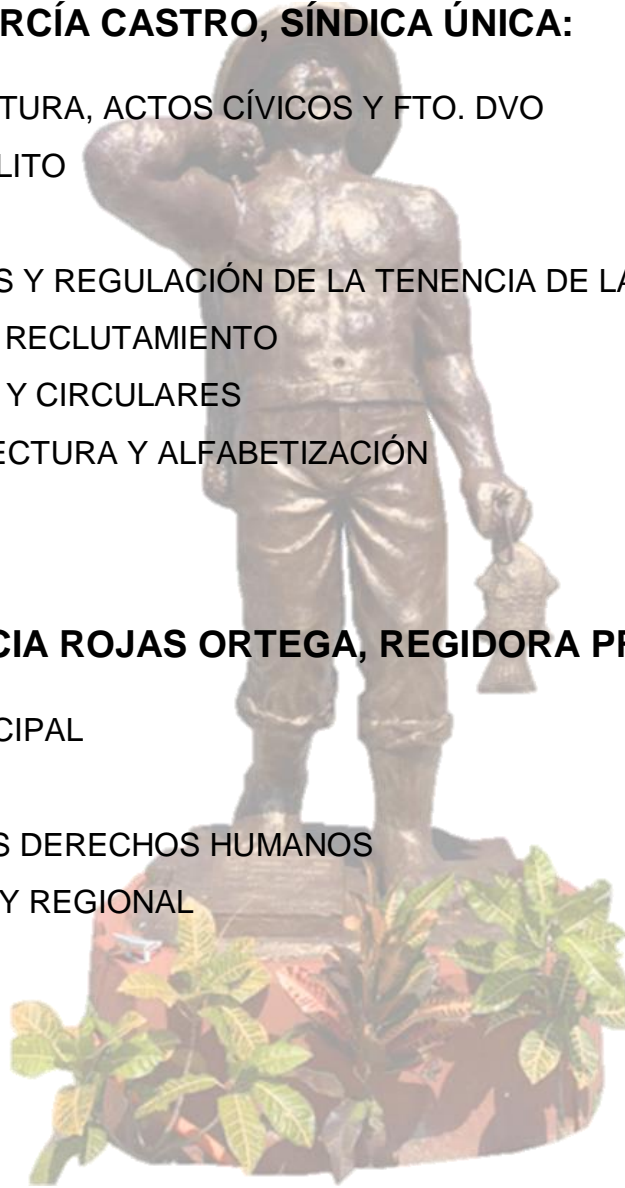 RCÍA CASTRO, SÍNDICA ÚNICA:
TURA, ACTOS CÍVICOS Y FTO. DVO
LITO
S Y REGULACIÓN DE LA TENENCIA DE LA
RECLUTAMIENTO
Y CIRCULARES
ECTURA Y ALFABETIZACIÓN
CIA ROJAS ORTEGA, REGIDORA PR
CIPAL
S DERECHOS HUMANOS
Y REGIONAL